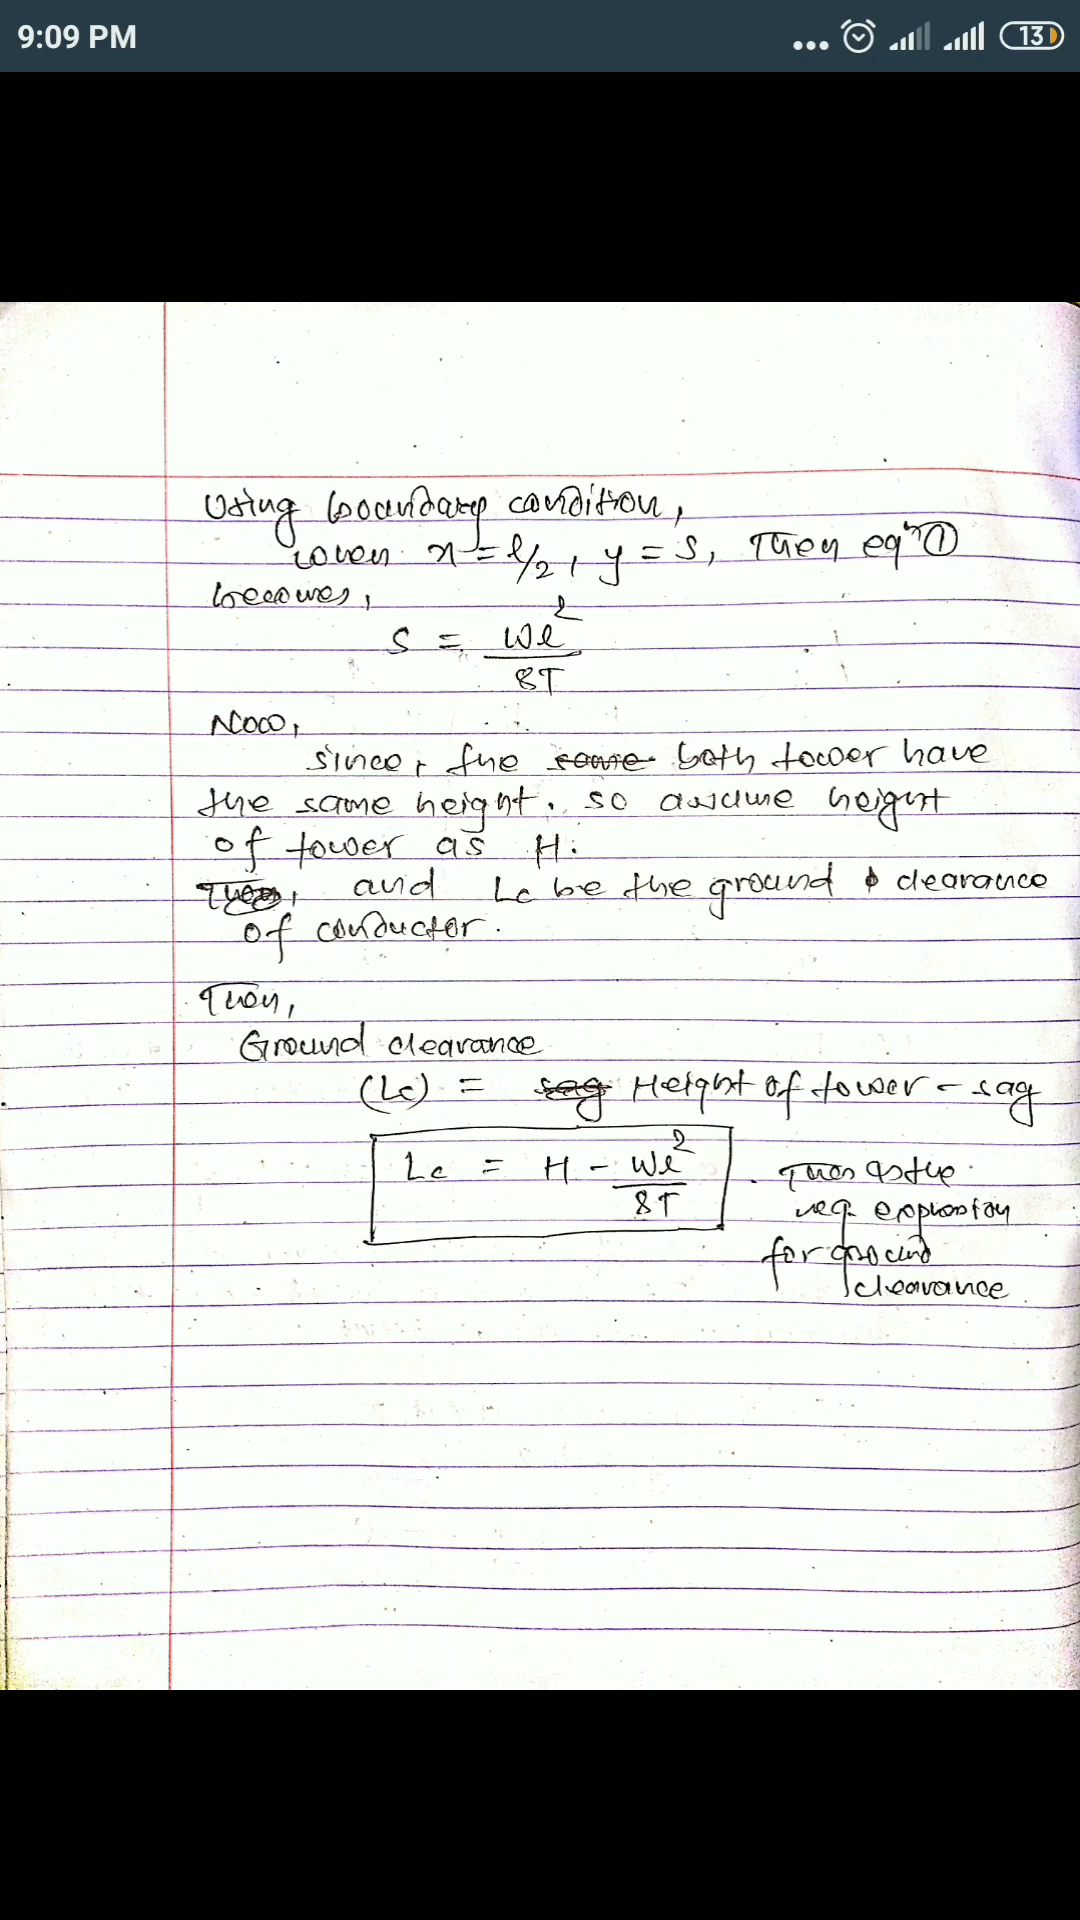 9:09 PM
13
Using boundary condition,
when x = l/2, y = s, Then eqn ①
becomes,
S = wl²/8T
Now,
since, the same both tower have
the same height. so assume height
of tower as H.
Then, and Lc be the ground clearance
of conductor.
Then,
Ground clearance
(Lc) = sag Height of tower - sag
Lc = H - wl²/8T . This is the
req. expression
for ground
clearance